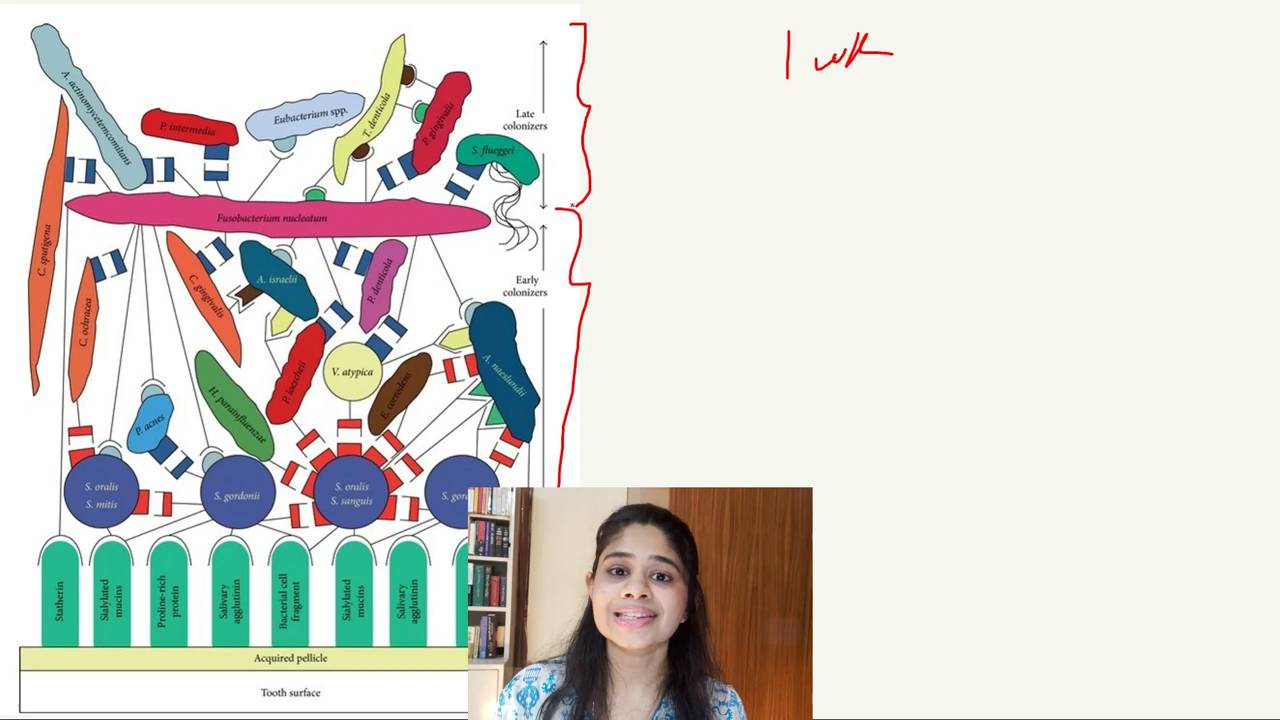 1 wk
A. actinomycetemcomitans
P. intermedia
Eubacterium spp.
T. denticola
P. gingivalis
Late
colonizers
S. flueggei
Fusobacterium nucleatum
C. sputigena
C. ochracea
C. gingivalis
A. israelii
P. denticola
Early
colonizers
P. acnes
H. parainfluenzae
P. loescheii
V. atypica
E. corrodens
A. naeslundii
S. oralis
S. mitis
S. gordonii
S. oralis
S. sanguis
S. gor
Statherin
Sialylated
mucins
Proline-rich
protein
Salivary
agglutinin
Bacterial cell
fragment
Sialylated
mucins
Salivary
agglutinin
Acquired pellicle
Tooth surface